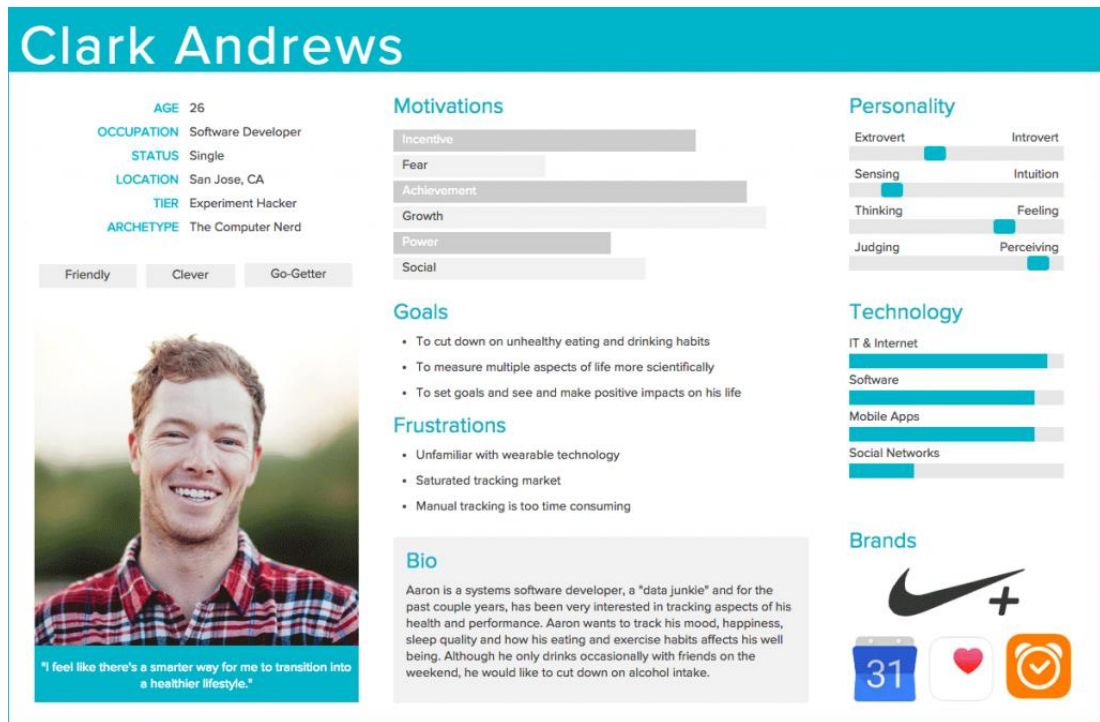 Clark Andrews
AGE 26
OCCUPATION Software Developer
STATUS Single
LOCATION San Jose, CA
TIER Experiment Hacker
ARCHETYPE The Computer Nerd
Friendly Clever Go-Getter
"I feel like there's a smarter way for me to transition into
a healthier lifestyle."
Motivations
Incentive
Fear
Achievement
Growth
Power
Social
Goals
• To cut down on unhealthy eating and drinking habits
• To measure multiple aspects of life more scientifically
• To set goals and see and make positive impacts on his life
Frustrations
• Unfamiliar with wearable technology
• Saturated tracking market
• Manual tracking is too time consuming
Bio
Aaron is a systems software developer, a "data junkie" and for the
past couple years, has been very interested in tracking aspects of his
health and performance. Aaron wants to track his mood, happiness,
sleep quality and how his eating and exercise habits affects his well
being. Although he only drinks occasionally with friends on the
weekend, he would like to cut down on alcohol intake.
Personality
Extrovert Introvert
Sensing Intuition
Thinking Feeling
Judging Perceiving
Technology
IT & Internet
Software
Mobile Apps
Social Networks
Brands
+
31